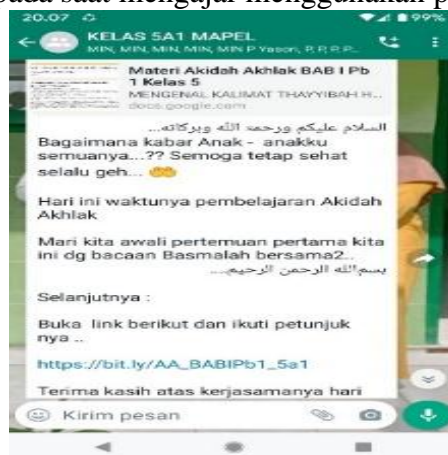 pada saat mengajar menggunakan p
20.07
99%
KELAS 5A1 MAPEL
MIN, MIN, MIN, MIN, MIN P Yasori, P, P, P, P..
Materi Akidah Akhlak BAB I Pb
1 Kelas 5
MENGENAL KALIMAT THAYYIBAH H...
docs.google.com
السلام عليكم ورحمة الله وبركاته...
Bagaimana kabar Anak - anakku
semuanya...?? Semoga tetap sehat
selalu geh... 🤲
Hari ini waktunya pembelajaran Akidah
Akhlak
Mari kita awali pertemuan pertama kita
ini dg bacaan Basmalah bersama2..
بسم الله الرحمن الرحيم...
Selanjutnya :
Buka link berikut dan ikuti petunjuk
nya ..
https://bit.ly/AA_BABIPb1_5a1
Terima kasih atas kerjasamanya hari
Kirim pesan